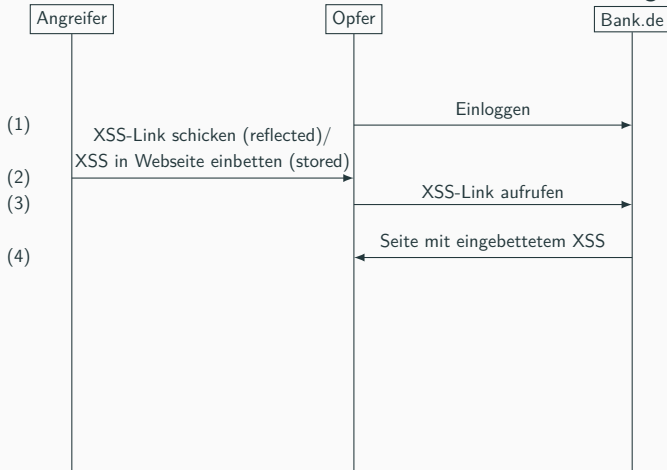 Angreifer
Opfer
Bank.de
(1)
Einloggen
XSS-Link schicken (reflected)/
XSS in Webseite einbetten (stored)
(2)
(3)
XSS-Link aufrufen
(4)
Seite mit eingebettetem XSS